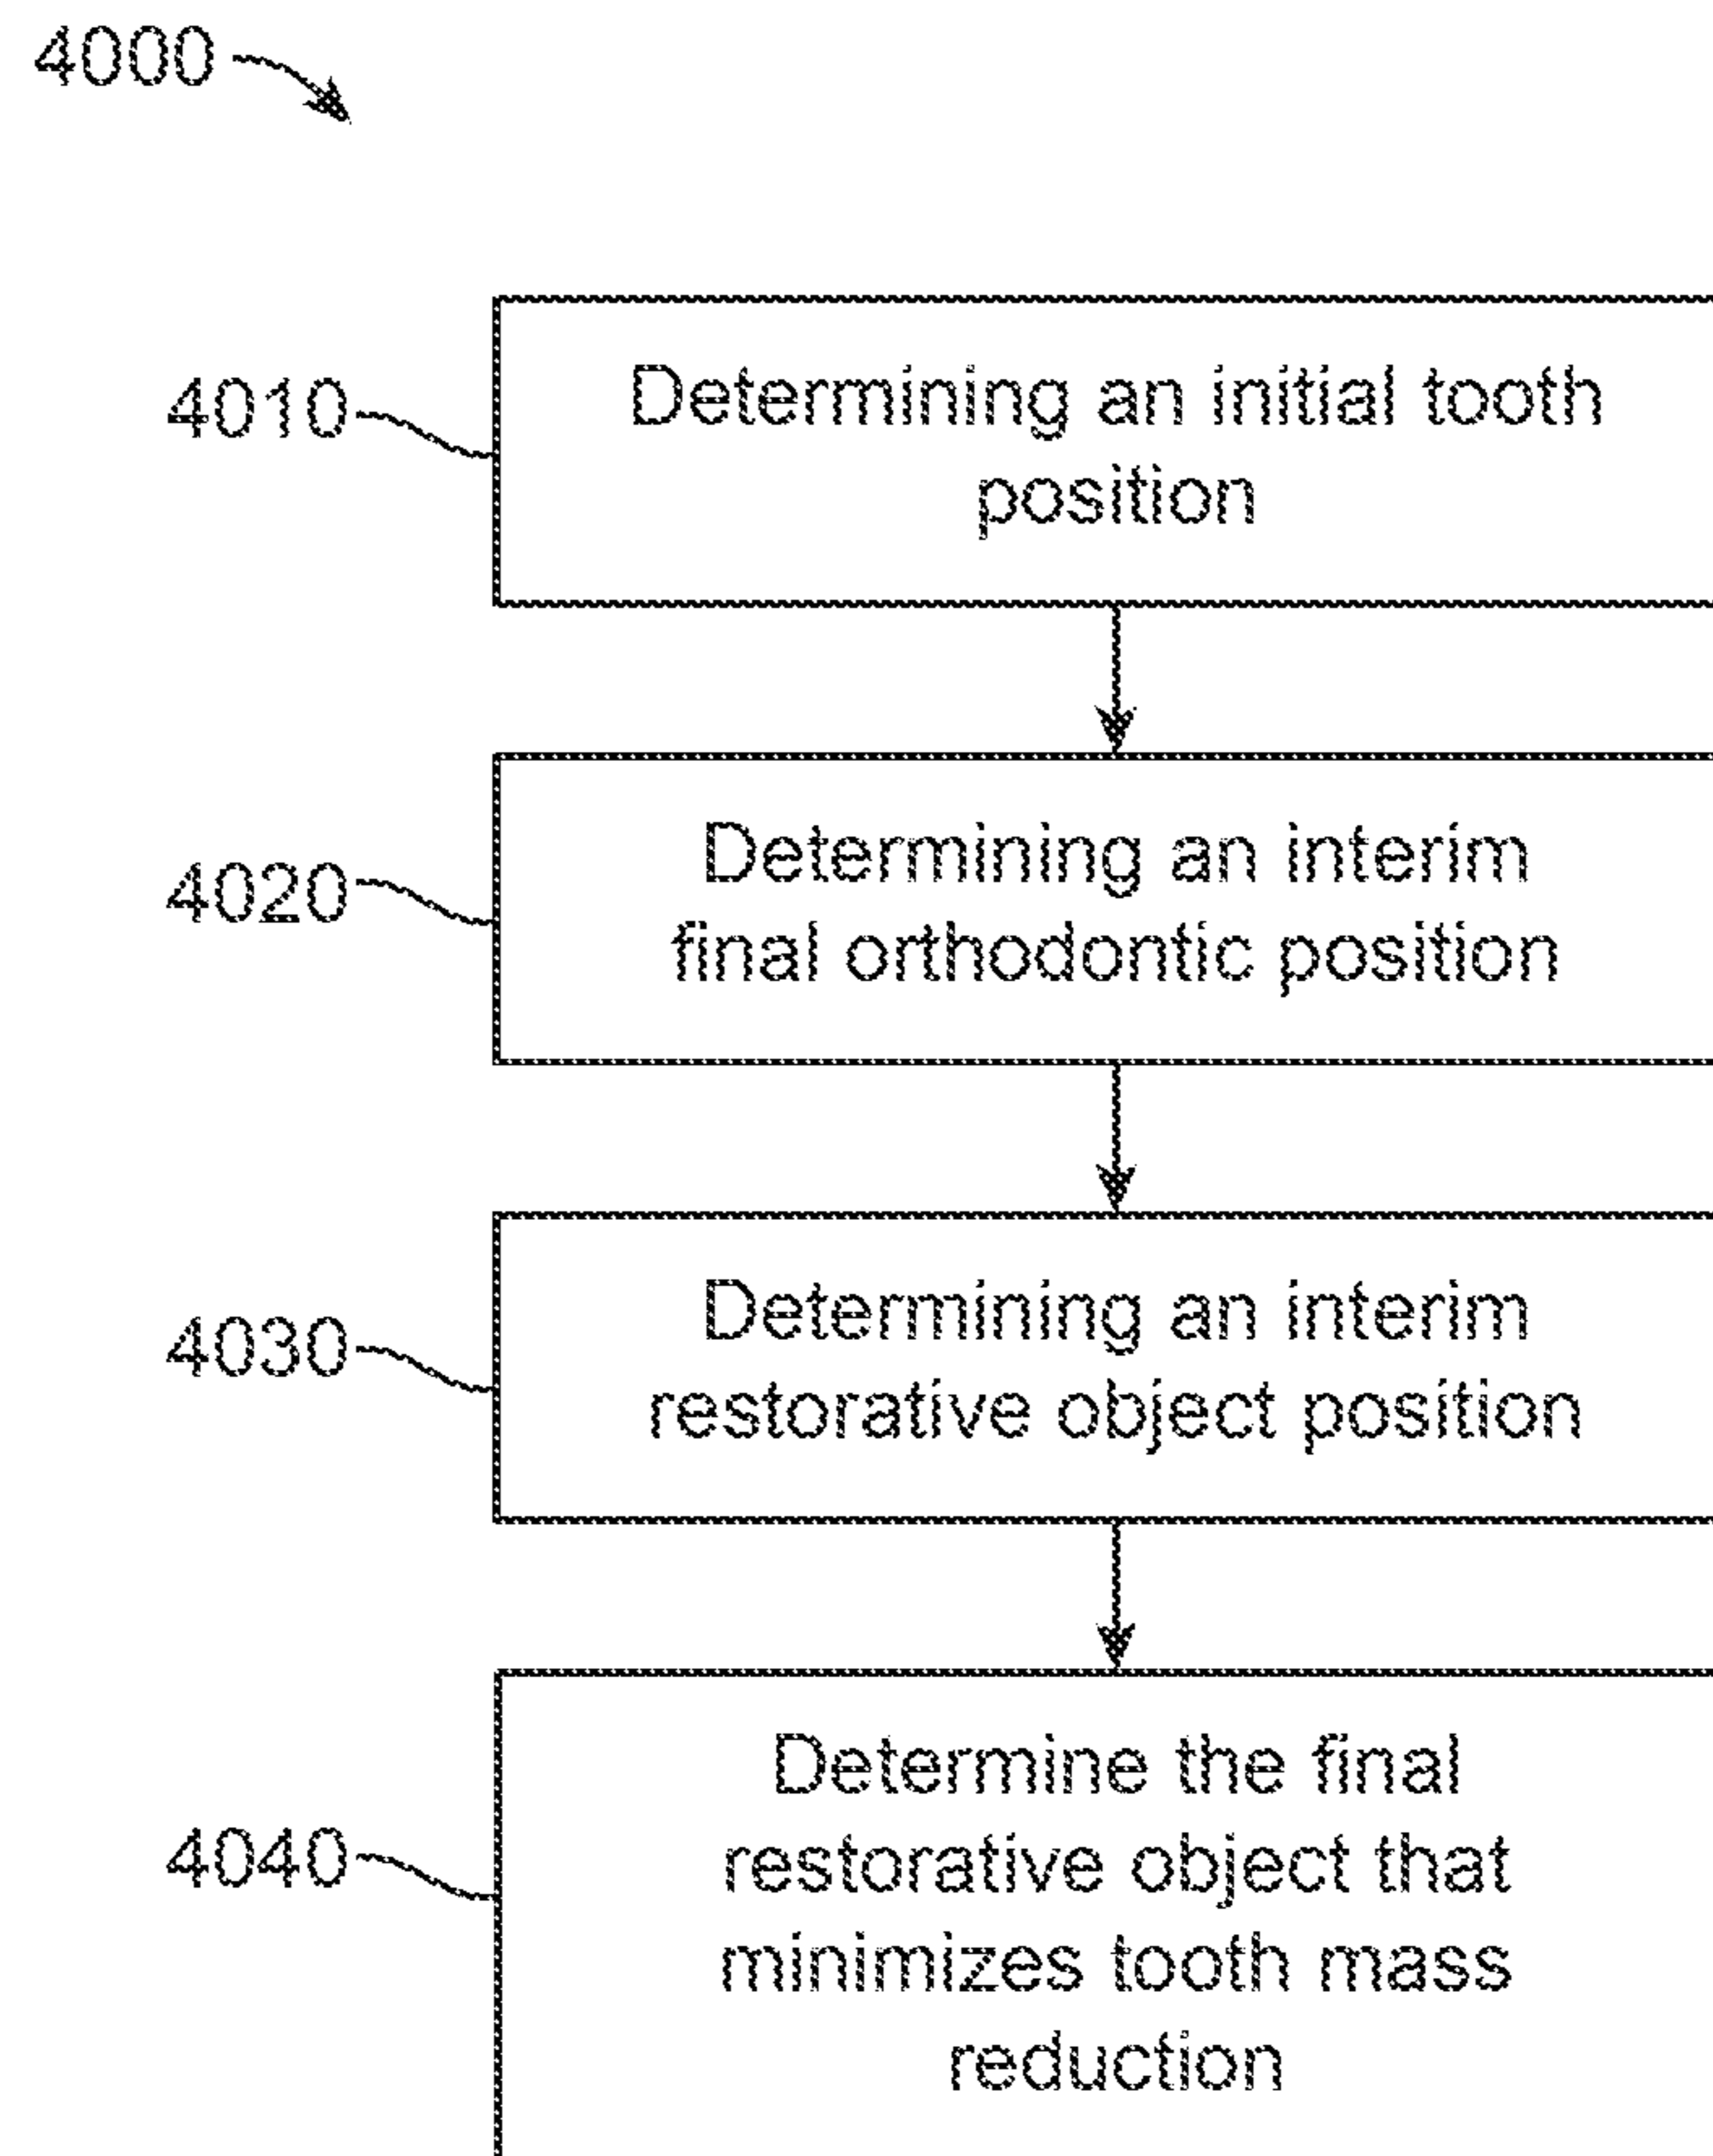 4000
4010
Determining an initial tooth
position
4020
Determining an interim
final orthodontic position
4030
Determining an interim
restorative object position
4040
Determine the final
restorative object that
minimizes tooth mass
reduction